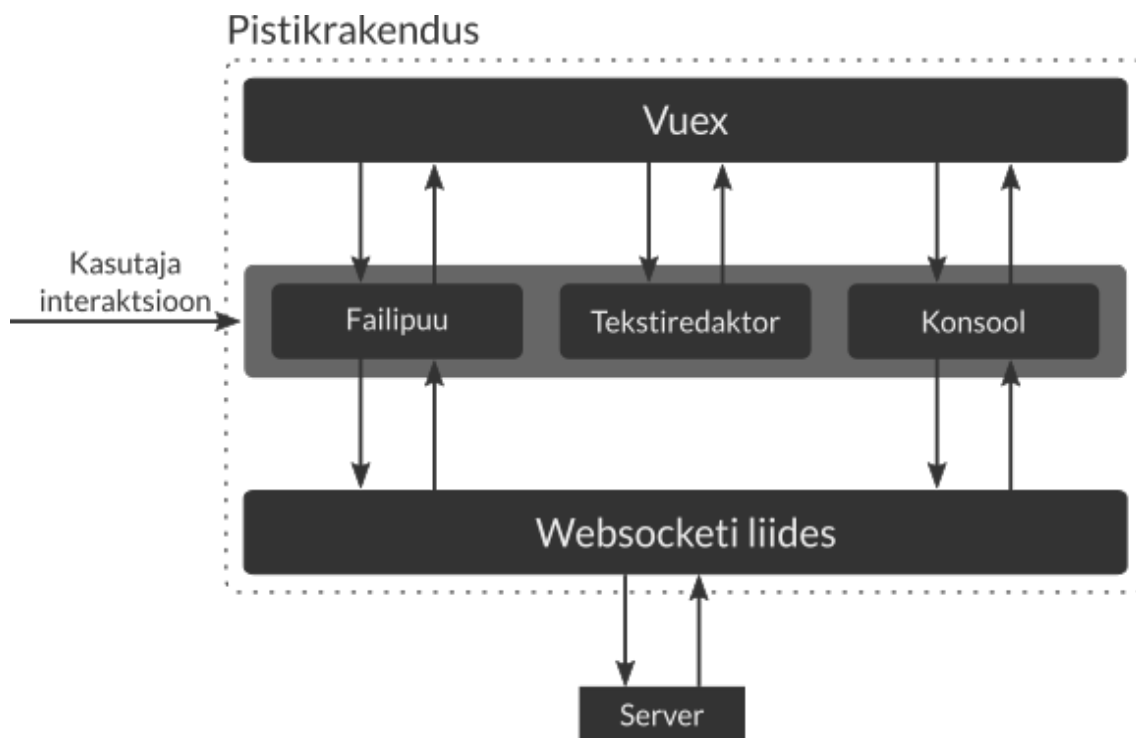 Pistikrakendus
Vuex
Kasutaja
interaktsioon
Failipuu
Tekstiredaktor
Konsool
Websocketi liides
Server